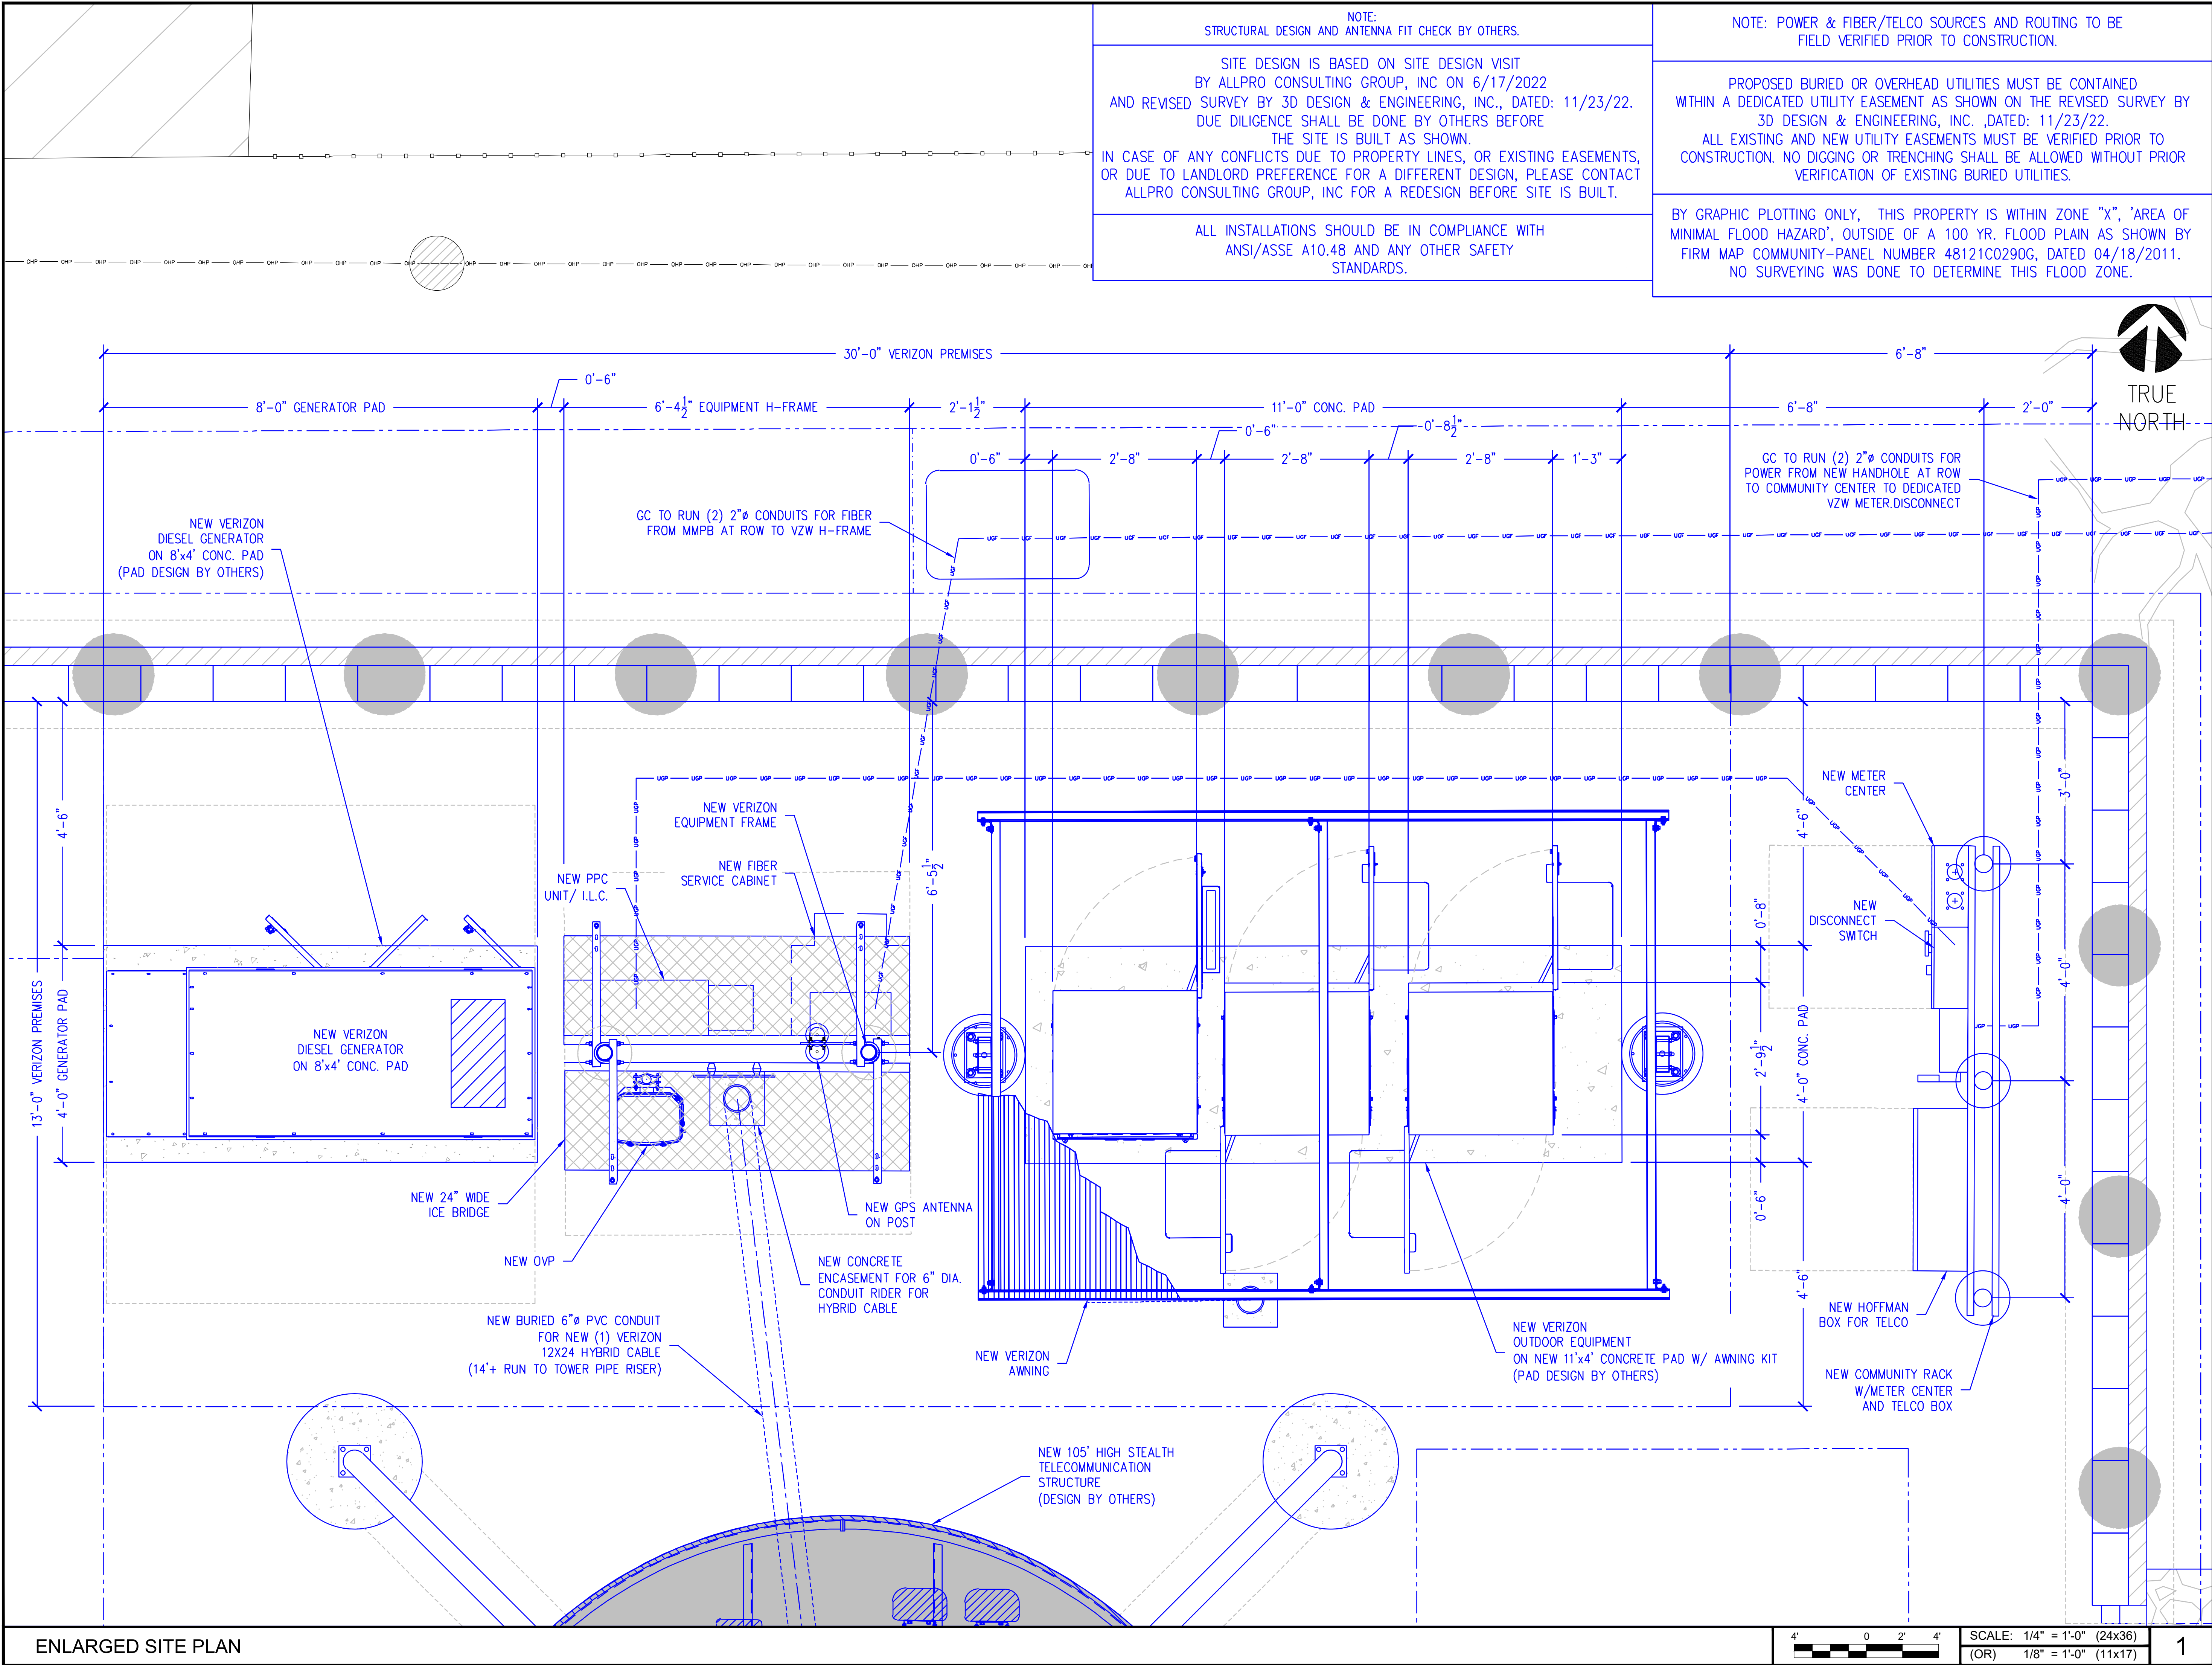 NOTE:
STRUCTURAL DESIGN AND ANTENNA FIT CHECK BY OTHERS.
SITE DESIGN IS BASED ON SITE DESIGN VISIT
BY ALLPRO CONSULTING GROUP, INC ON 6/17/2022
AND REVISED SURVEY BY 3D DESIGN & ENGINEERING, INC., DATED: 11/23/22.
DUE DILIGENCE SHALL BE DONE BY OTHERS BEFORE
THE SITE IS BUILT AS SHOWN.
IN CASE OF ANY CONFLICTS DUE TO PROPERTY LINES, OR EXISTING EASEMENTS,
OR DUE TO LANDLORD PREFERENCE FOR A DIFFERENT DESIGN, PLEASE CONTACT
ALLPRO CONSULTING GROUP, INC FOR A REDESIGN BEFORE SITE IS BUILT.
ALL INSTALLATIONS SHOULD BE IN COMPLIANCE WITH
ANSI/ASSE A10.48 AND ANY OTHER SAFETY
STANDARDS.
NOTE: POWER & FIBER/TELCO SOURCES AND ROUTING TO BE
FIELD VERIFIED PRIOR TO CONSTRUCTION.
PROPOSED BURIED OR OVERHEAD UTILITIES MUST BE CONTAINED
WITHIN A DEDICATED UTILITY EASEMENT AS SHOWN ON THE REVISED SURVEY BY
3D DESIGN & ENGINEERING, INC. ,DATED: 11/23/22.
ALL EXISTING AND NEW UTILITY EASEMENTS MUST BE VERIFIED PRIOR TO
CONSTRUCTION. NO DIGGING OR TRENCHING SHALL BE ALLOWED WITHOUT PRIOR
VERIFICATION OF EXISTING BURIED UTILITIES.
BY GRAPHIC PLOTTING ONLY, THIS PROPERTY IS WITHIN ZONE "X", 'AREA OF
MINIMAL FLOOD HAZARD', OUTSIDE OF A 100 YR. FLOOD PLAIN AS SHOWN BY
FIRM MAP COMMUNITY-PANEL NUMBER 48121C0290G, DATED 04/18/2011.
NO SURVEYING WAS DONE TO DETERMINE THIS FLOOD ZONE.
TRUE
NORTH
30'-0" VERIZON PREMISES
6'-8"
0'-6"
8'-0" GENERATOR PAD
6'-4 1/2" EQUIPMENT H-FRAME
2'-1 1/2"
11'-0" CONC. PAD
6'-8"
2'-0"
0'-6"
0'-8 1/2"
0'-6"
2'-8"
2'-8"
2'-8"
1'-3"
GC TO RUN (2) 2"ø CONDUITS FOR
POWER FROM NEW HANDHOLE AT ROW
TO COMMUNITY CENTER TO DEDICATED
VZW METER.DISCONNECT
GC TO RUN (2) 2"ø CONDUITS FOR FIBER
FROM MMPB AT ROW TO VZW H-FRAME
NEW VERIZON
DIESEL GENERATOR
ON 8'x4' CONC. PAD
(PAD DESIGN BY OTHERS)
13'-0" VERIZON PREMISES
4'-6"
4'-0" GENERATOR PAD
NEW VERIZON
EQUIPMENT FRAME
NEW FIBER
SERVICE CABINET
NEW PPC
UNIT/ I.L.C.
6'-5 1/2"
NEW METER
CENTER
NEW
DISCONNECT
SWITCH
4'-6"
0'-8"
2'-9 1/2"
4'-0" CONC. PAD
0'-6"
4'-6"
3'-0"
4'-0"
4'-0"
NEW VERIZON
DIESEL GENERATOR
ON 8'x4' CONC. PAD
NEW 24" WIDE
ICE BRIDGE
NEW OVP
NEW GPS ANTENNA
ON POST
NEW CONCRETE
ENCASEMENT FOR 6" DIA.
CONDUIT RIDER FOR
HYBRID CABLE
NEW BURIED 6"ø PVC CONDUIT
FOR NEW (1) VERIZON
12X24 HYBRID CABLE
(14'+ RUN TO TOWER PIPE RISER)
NEW VERIZON
AWNING
NEW VERIZON
OUTDOOR EQUIPMENT
ON NEW 11'x4' CONCRETE PAD W/ AWNING KIT
(PAD DESIGN BY OTHERS)
NEW HOFFMAN
BOX FOR TELCO
NEW COMMUNITY RACK
W/METER CENTER
AND TELCO BOX
NEW 105' HIGH STEALTH
TELECOMMUNICATION
STRUCTURE
(DESIGN BY OTHERS)
ENLARGED SITE PLAN
4' 0 2' 4'
SCALE: 1/4" = 1'-0" (24x36)
(OR) 1/8" = 1'-0" (11x17)
1